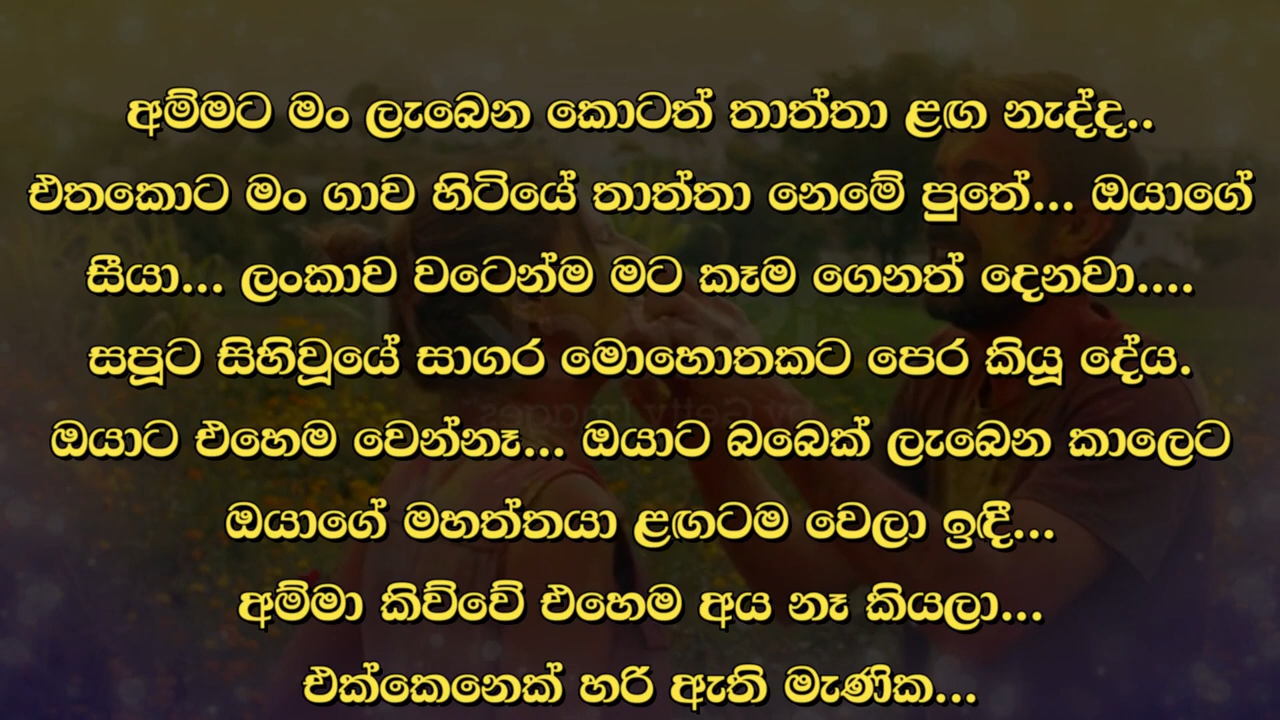 අම්මට මං ලැබෙන කොටත් තාත්තා ළඟ නැද්ද..
එතකොට මං ගාව හිටියේ තාත්තා නෙමේ පුතේ... ඔයාගේ
සීයා... ලංකාව වටෙන්ම මට කෑම ගෙනත් දෙනවා....
සපූට සිහිවූයේ සාගර මොහොතකට පෙර කියූ දේය.
ඔයාට එහෙම වෙන්නෑ... ඔයාට බබෙක් ලැබෙන කාලෙට
ඔයාගේ මහත්තයා ළඟටම වෙලා ඉඳී...
අම්මා කිව්වේ එහෙම අය නෑ කියලා...
එක්කෙනෙක් හරි ඇති මැණික...